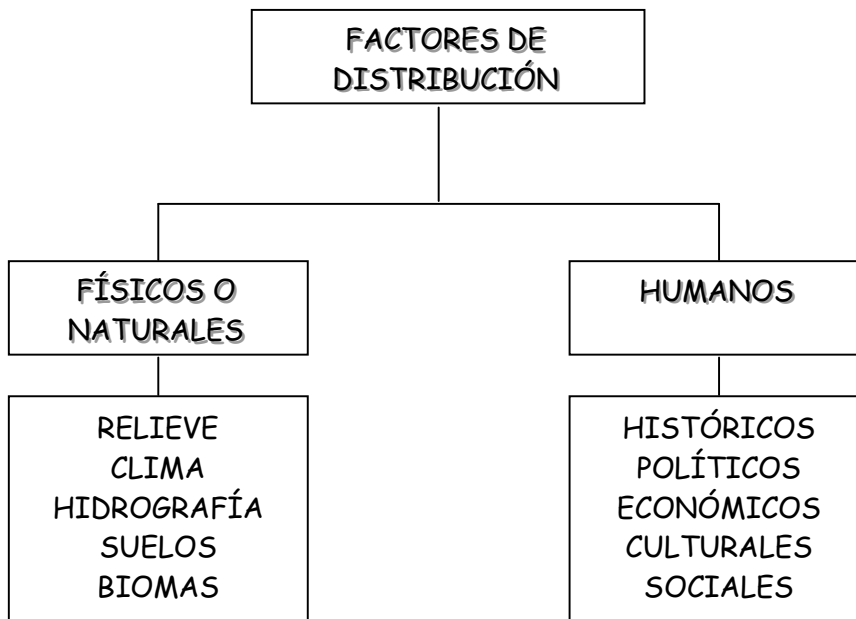 FACTORES DE
DISTRIBUCIÓN
FÍSICOS O
NATURALES
HUMANOS
RELIEVE
CLIMA
HIDROGRAFÍA
SUELOS
BIOMAS
HISTÓRICOS
POLÍTICOS
ECONÓMICOS
CULTURALES
SOCIALES